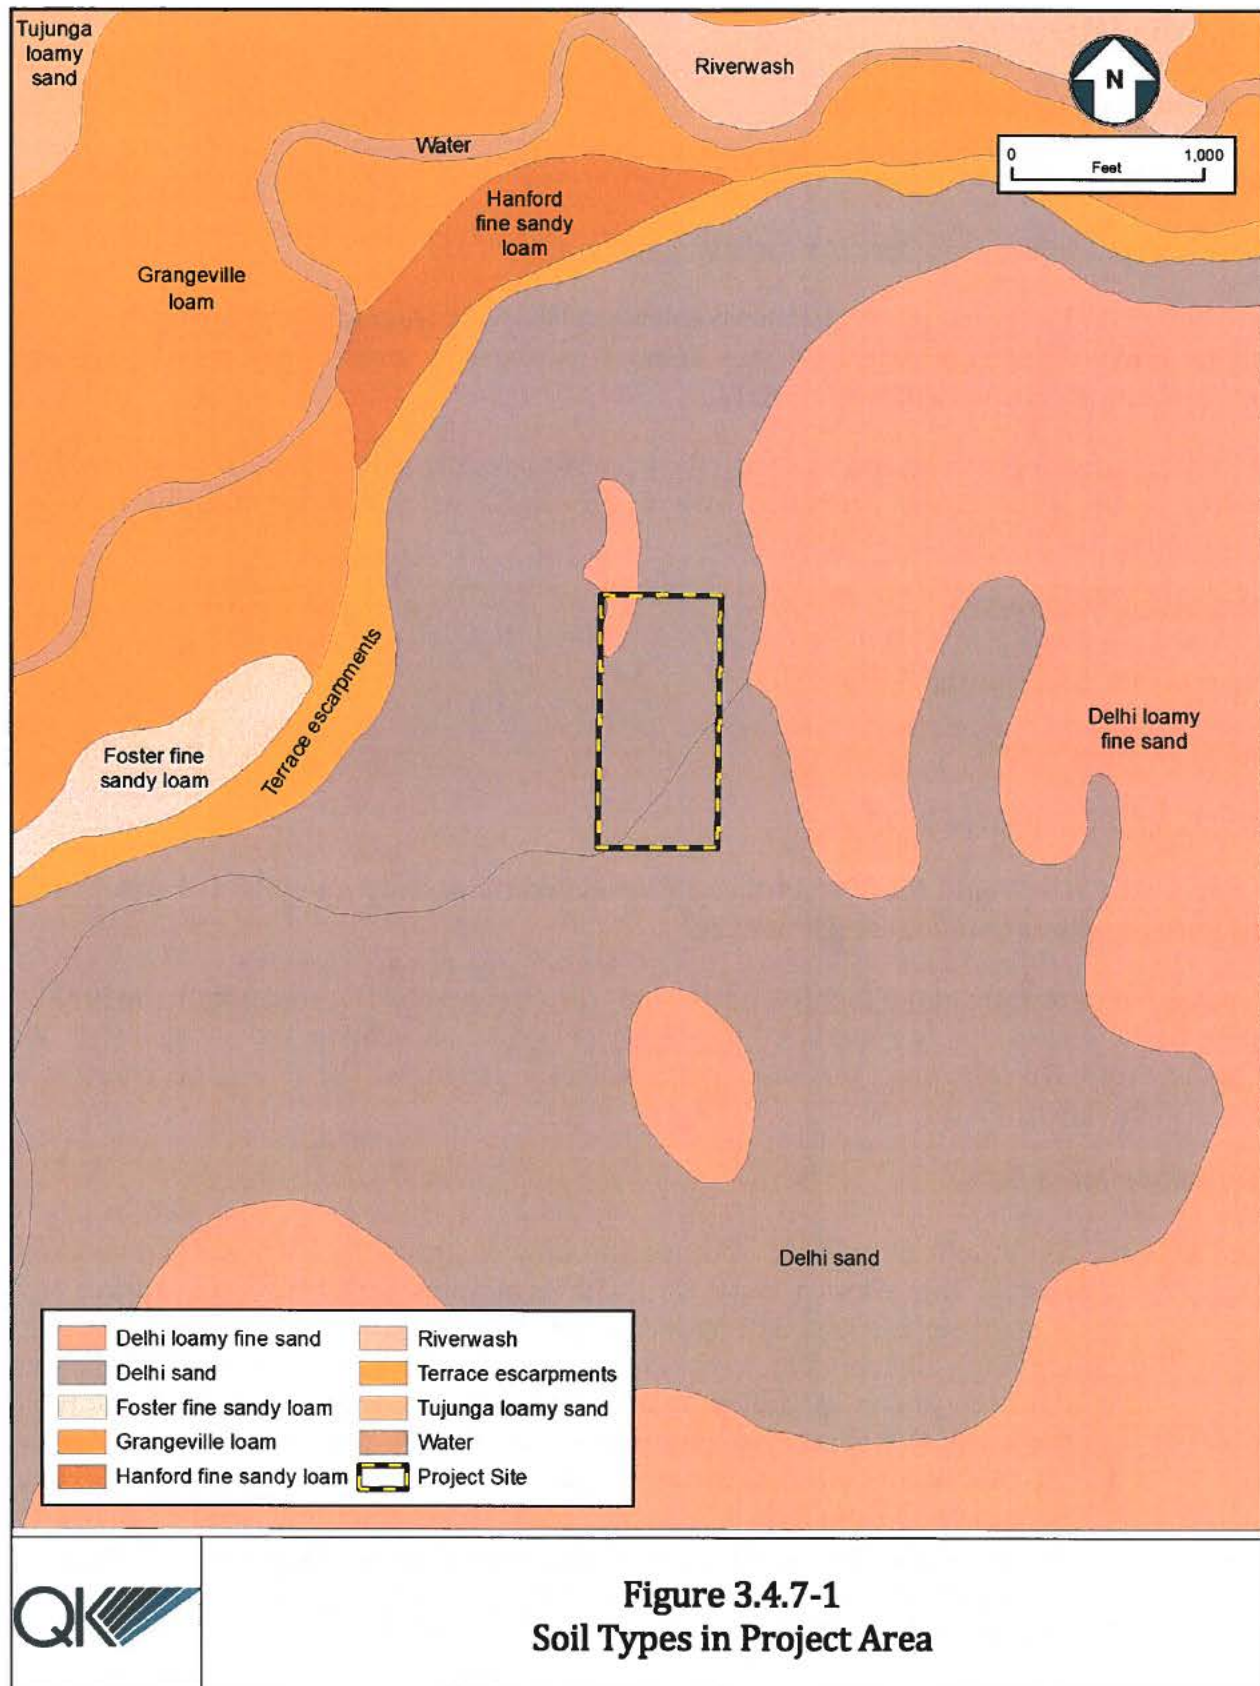 Tujunga
loamy
sand
Riverwash
N
0 1,000
Feet
Water
Hanford
fine sandy
loam
Grangeville
loam
Terrace escarpments
Foster fine
sandy loam
Delhi loamy
fine sand
Delhi sand
Delhi loamy fine sand
Delhi sand
Foster fine sandy loam
Grangeville loam
Hanford fine sandy loam
Riverwash
Terrace escarpments
Tujunga loamy sand
Water
Project Site
QK
Figure 3.4.7-1
Soil Types in Project Area